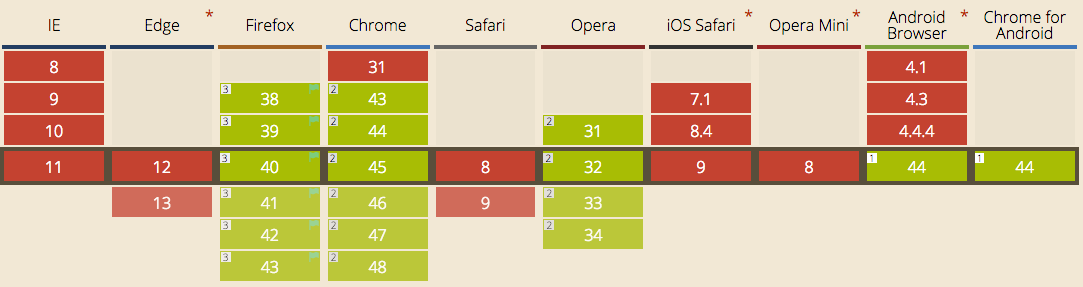 IE Edge * Firefox Chrome Safari Opera iOS Safari * Opera Mini * Android Browser * Chrome for Android
8 31 4.1
9 3 38 2 43 7.1 4.3
10 3 39 2 44 2 31 8.4 4.4.4
11 12 3 40 2 45 8 2 32 9 8 1 44 1 44
13 3 41 2 46 9 2 33
3 42 2 47 2 34
3 43 2 48